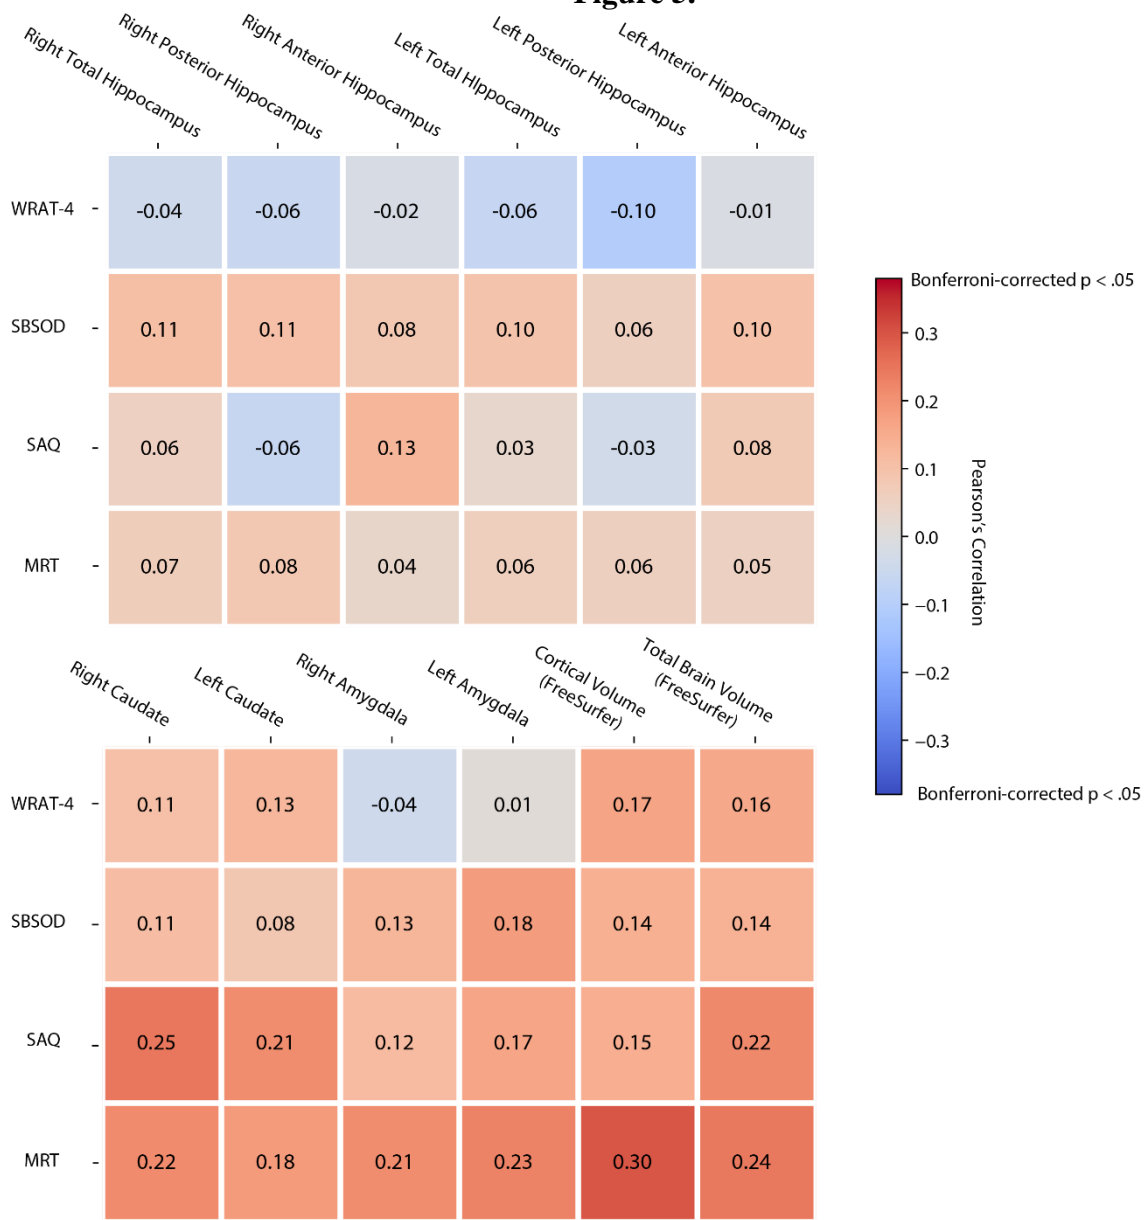 Figure 3.
Right Total Hippocampus
Right Posterior Hippocampus
Right Anterior Hippocampus
Left Total HIppocampus
Left Posterior Hippocampus
Left Anterior Hippocampus
WRAT-4 -0.04 -0.06 -0.02 -0.06 -0.10 -0.01
SBSOD 0.11 0.11 0.08 0.10 0.06 0.10
SAQ 0.06 -0.06 0.13 0.03 -0.03 0.08
MRT 0.07 0.08 0.04 0.06 0.06 0.05
Bonferroni-corrected p < .05
0.3
0.2
0.1
0.0
−0.1
−0.2
−0.3
Bonferroni-corrected p < .05
Pearson's Correlation
Right Caudate
Left Caudate
Right Amygdala
Left Amygdala
Cortical Volume
(FreeSurfer)
Total Brain Volume
(FreeSurfer)
WRAT-4 0.11 0.13 -0.04 0.01 0.17 0.16
SBSOD 0.11 0.08 0.13 0.18 0.14 0.14
SAQ 0.25 0.21 0.12 0.17 0.15 0.22
MRT 0.22 0.18 0.21 0.23 0.30 0.24